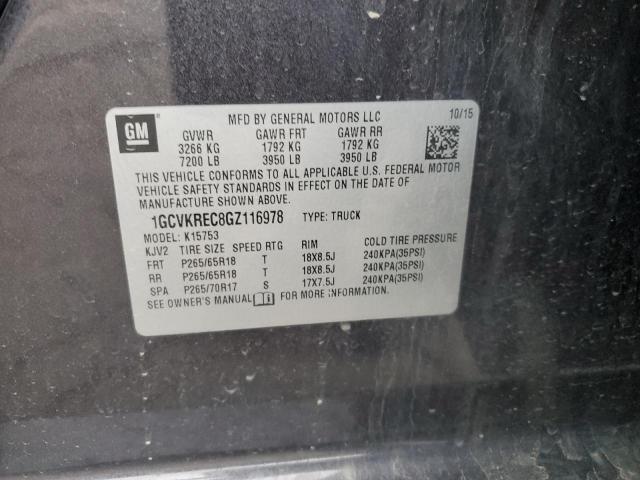 GM
MFD BY GENERAL MOTORS LLC 10/15
GVWR GAWR FRT GAWR RR
3266 KG 1792 KG 1792 KG
7200 LB 3950 LB 3950 LB
THIS VEHICLE CONFORMS TO ALL APPLICABLE U.S. FEDERAL MOTOR
VEHICLE SAFETY STANDARDS IN EFFECT ON THE DATE OF
MANUFACTURE SHOWN ABOVE.
1GCVKREC8GZ116978 TYPE: TRUCK
MODEL: K15753
KJV2 TIRE SIZE SPEED RTG RIM COLD TIRE PRESSURE
FRT P265/65R18 T 18X8.5J 240KPA(35PSI)
RR P265/65R18 T 18X8.5J 240KPA(35PSI)
SPA P265/70R17 S 17X7.5J 240KPA(35PSI)
SEE OWNER'S MANUAL FOR MORE INFORMATION.